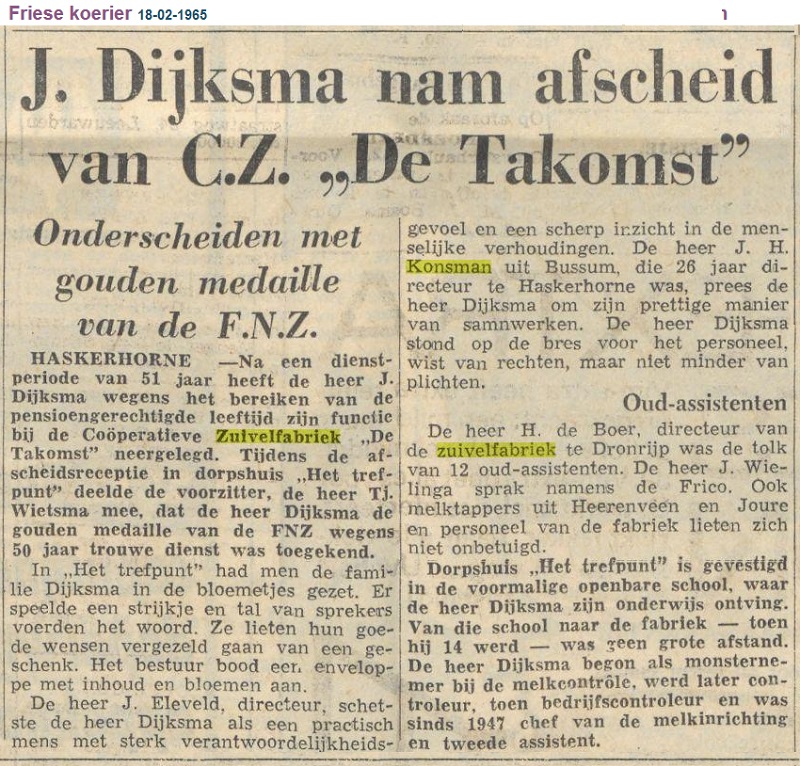 Friese koerier 18-02-1965
J. Dijksma nam afscheid
van C.Z. „De Takomst”
Onderscheiden met
gouden medaille
van de F.N.Z.
HASKERHORNE —Na een dienst-
periode van 51 jaar heeft de heer J.
Dijksma wegens het bereiken van de
pensioengerechtigde leeftijd zijn functie
bij de Coöperatieve Zuivelfabriek „De
Takomst” neergelegd. Tijdens de af-
scheidsreceptie in dorpshuis „Het tref-
punt” deelde de voorzitter, de heer Tj.
Wietsma mee, dat de heer Dijksma de
gouden medaille van de FNZ wegens
50 jaar trouwe dienst was toegekend.
In „Het trefpunt” had men de fami-
lie Dijksma in de bloemetjes gezet. Er
speelde een strijkje en tal van sprekers
voerden het woord. Ze lieten hun goe-
de wensen vergezeld gaan van een ge-
schenk. Het bestuur bood een envelop-
pe met inhoud en bloemen aan.
De heer J. Eleveld, directeur, schet-
ste de heer Dijksma als een practisch
mens met sterk verantwoordelijkheids-
gevoel en een scherp inzicht in de men-
selijke verhoudingen. De heer J. H.
Konsman uit Bussum, die 26 jaar di-
recteur te Haskerhorne was, prees de
heer Dijksma om zijn prettige manier
van samnwerken. De heer Dijksma
stond op de bres voor het personeel,
wist van rechten, maar niet minder van
plichten.
Oud-assistenten
De heer H. de Boer, directeur van
de zuivelfabriek te Dronrijp was de tolk
van 12 oud-assistenten. De heer J. Wie-
linga sprak namens de Frico. Ook
melktappers uit Heerenveen en Joure
en personeel van de fabriek lieten zich
niet onbetuigd.
Dorpshuis „Het trefpunt” is gevestigd
in de voormalige openbare school, waar
de heer Dijksma zijn onderwijs ontving.
Van die school naar de fabriek — toen
hij 14 werd — was geen grote afstand.
De heer Dijksma begon als monsterne-
mer bij de melkcontrôle, werd later con-
troleur, toen bedrijfscontroleur en was
sinds 1947 chef van de melkinrichting
en tweede assistent.